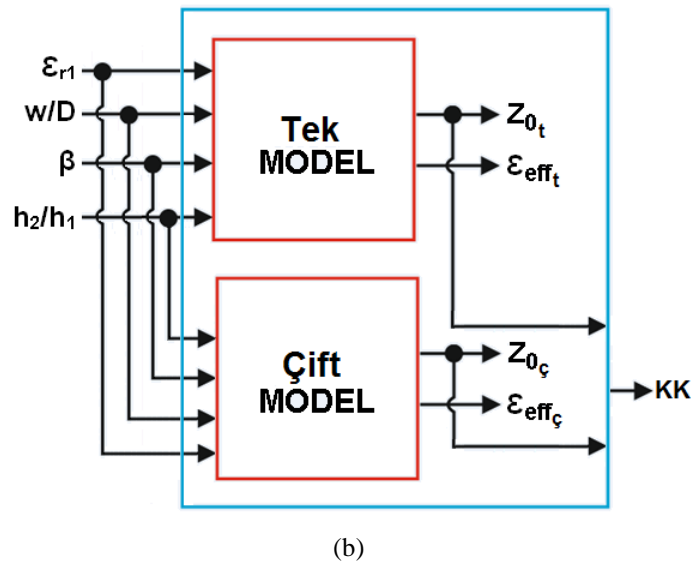 εr1
w/D
β
h2/h1
Tek
MODEL
Z0t
εefft
Çift
MODEL
Z0ç
εeffç
KK
(b)